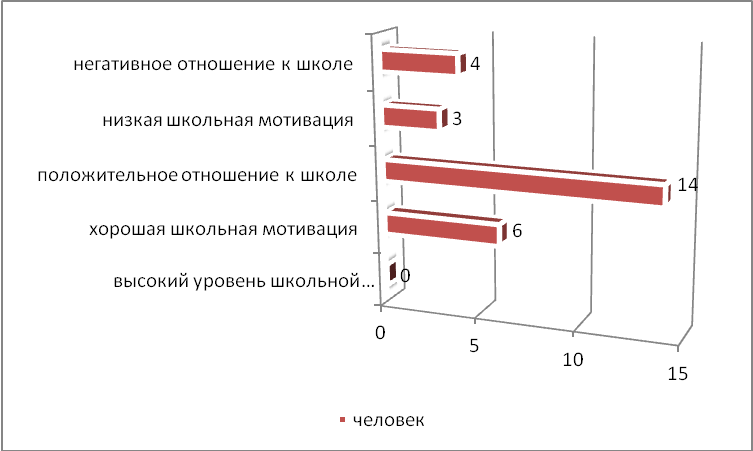 негативное отношение к школе
4
низкая школьная мотивация
3
положительное отношение к школе
14
хорошая школьная мотивация
6
высокий уровень школьной...
0
0
5
10
15
человек